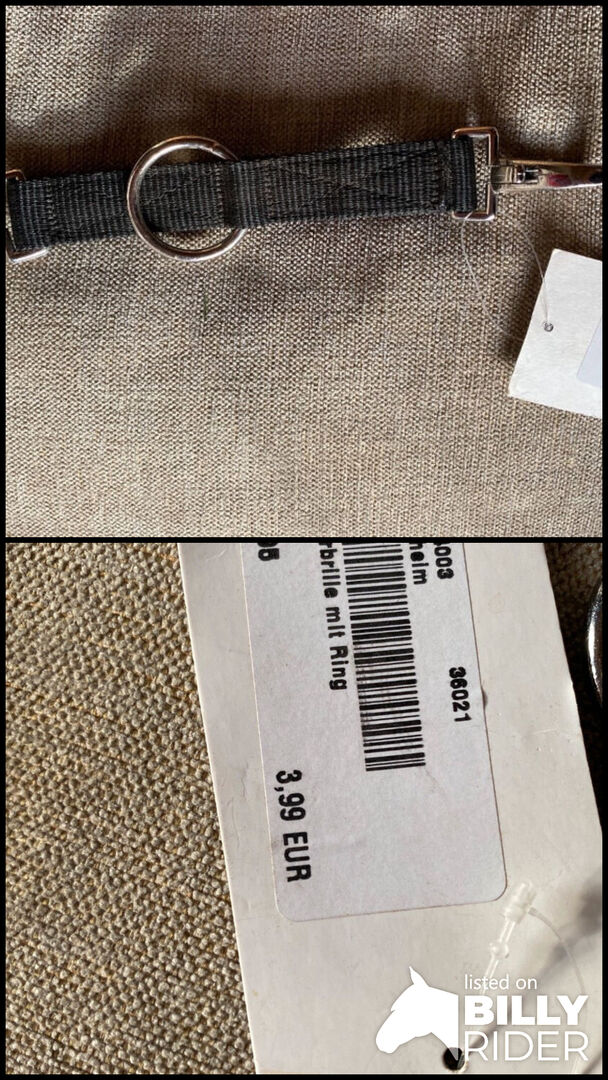 003
heim
36021
rbrille mit Ring
3,99 EUR
listed on
BILLY
RIDER